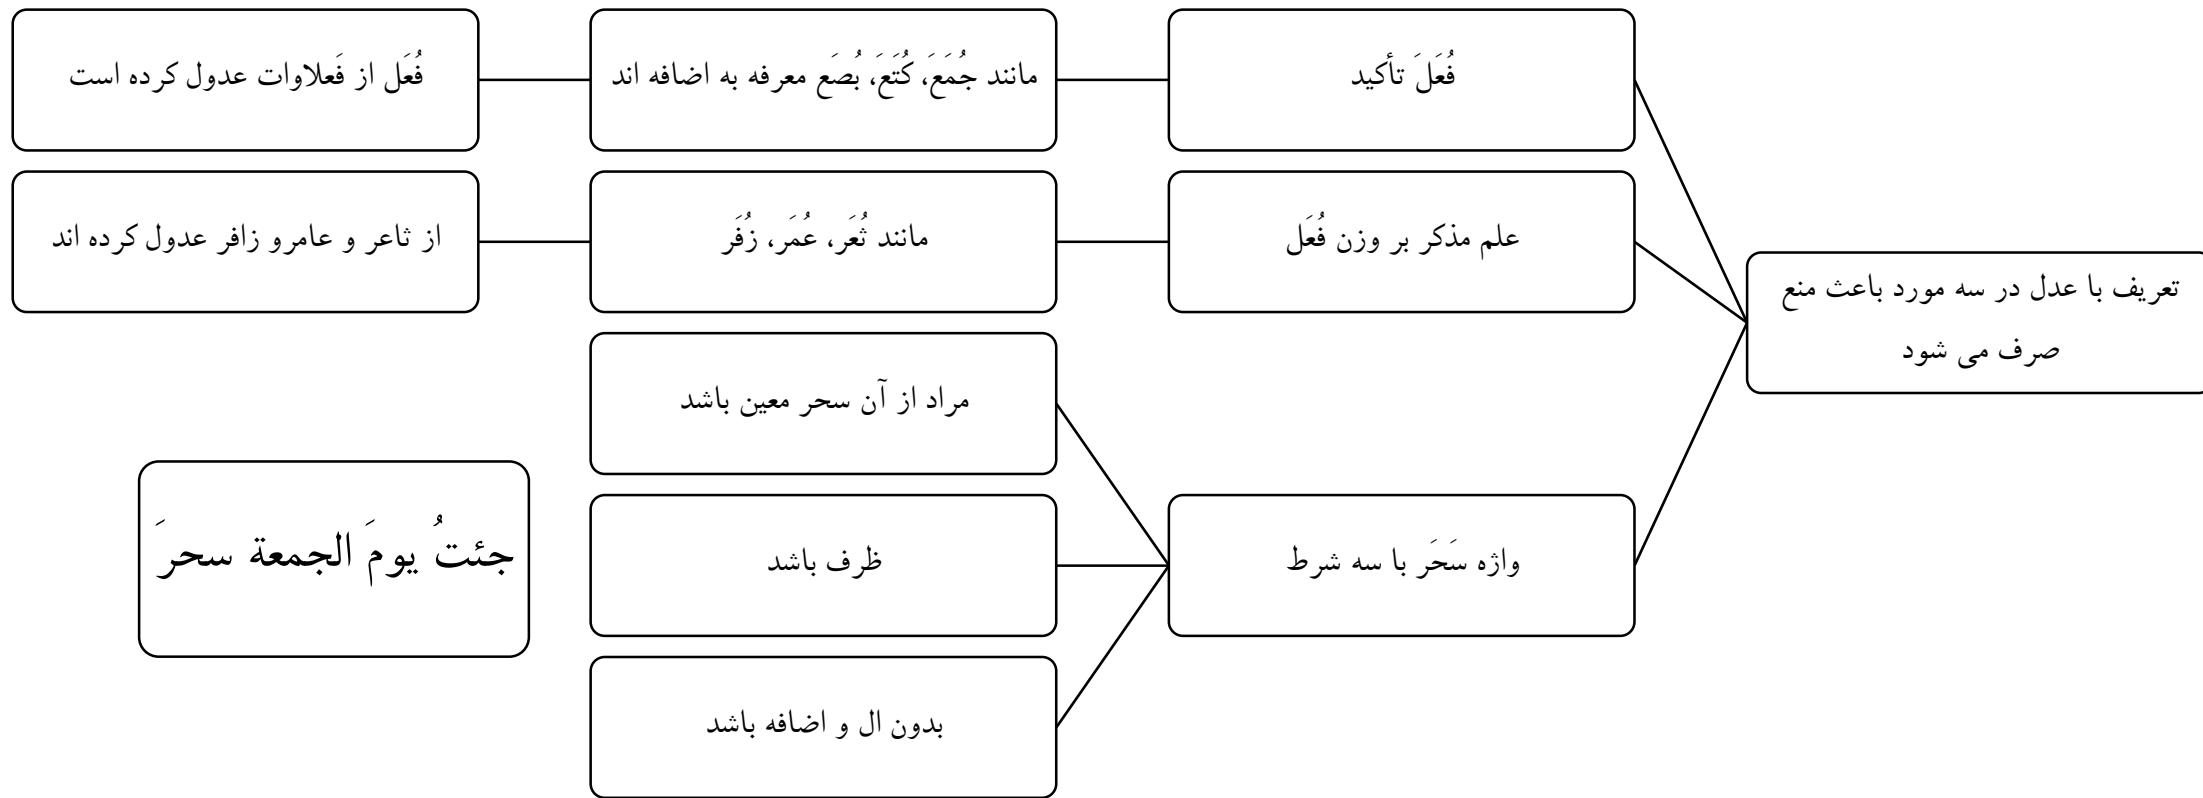 تعریف با عدل در سه مورد باعث منع
صرف می شود
فُعَلَ تأکید
مانند جُمَعَ، کُتَعَ، بُصَع معرفه به اضافه اند
فُعَل از فَعلاوات عدول کرده است
علم مذکر بر وزن فُعَل
مانند ثُعَر، عُمَر، زُفَر
از ثاعر و عامرو زافر عدول کرده اند
واژه سَحَر با سه شرط
مراد از آن سحر معین باشد
ظرف باشد
بدون ال و اضافه باشد
جئتُ یومَ الجمعة سحرَ